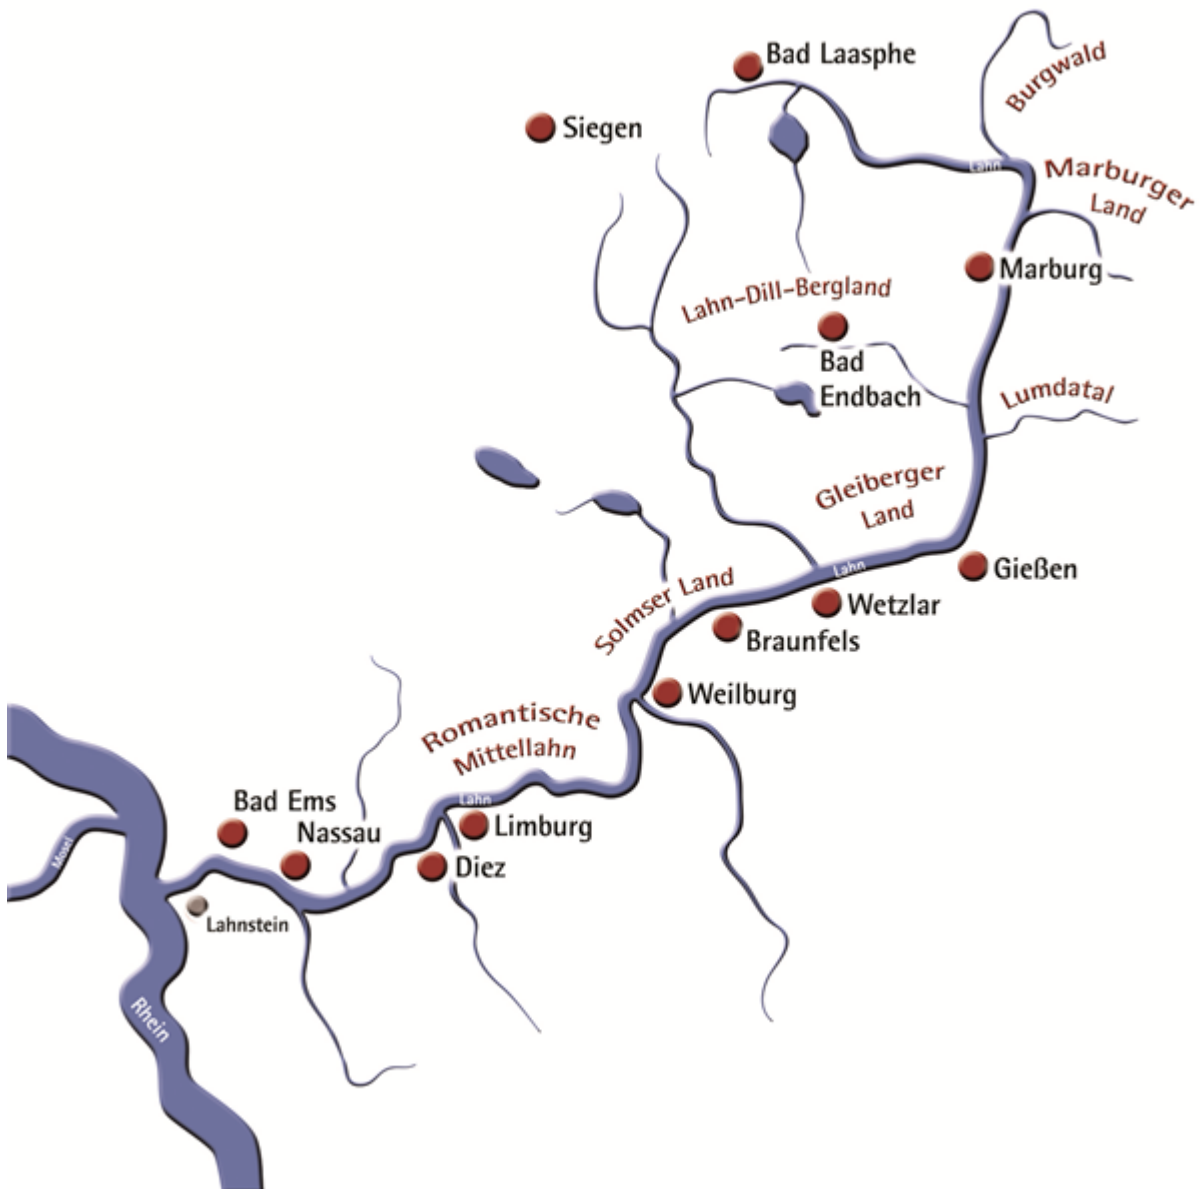 Bad Laasphe
Burgwald
Siegen
Lahn
Marburger
Land
Marburg
Lahn-Dill-Bergland
Bad
Endbach
Lumdatal
Gleiberger
Land
Lahn
Gießen
Solmser Land
Wetzlar
Braunfels
Weilburg
Romantische
Mittellahn
Lahn
Bad Ems
Nassau
Limburg
Mosel
Diez
Lahnstein
Rhein